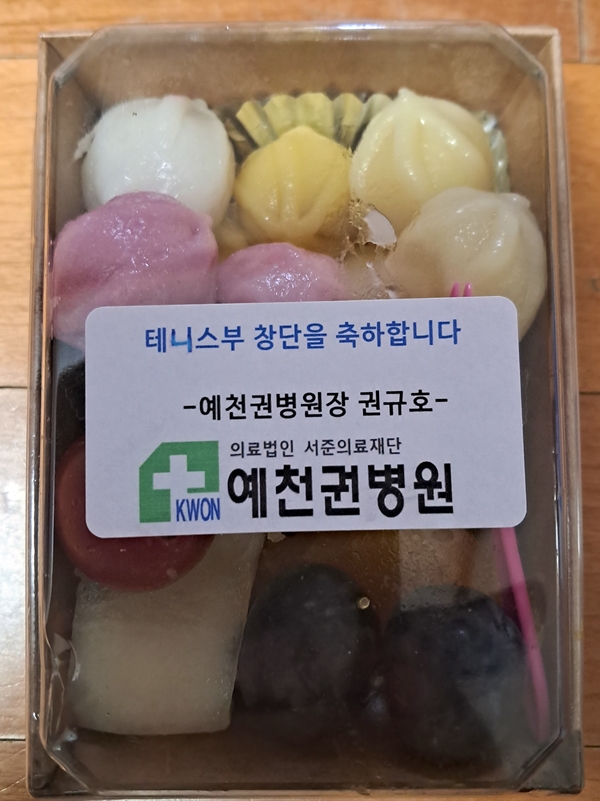 테니스부 창단을 축하합니다
-예천권병원장 권규호-
의료법인 서준의료재단
KWON 예천권병원